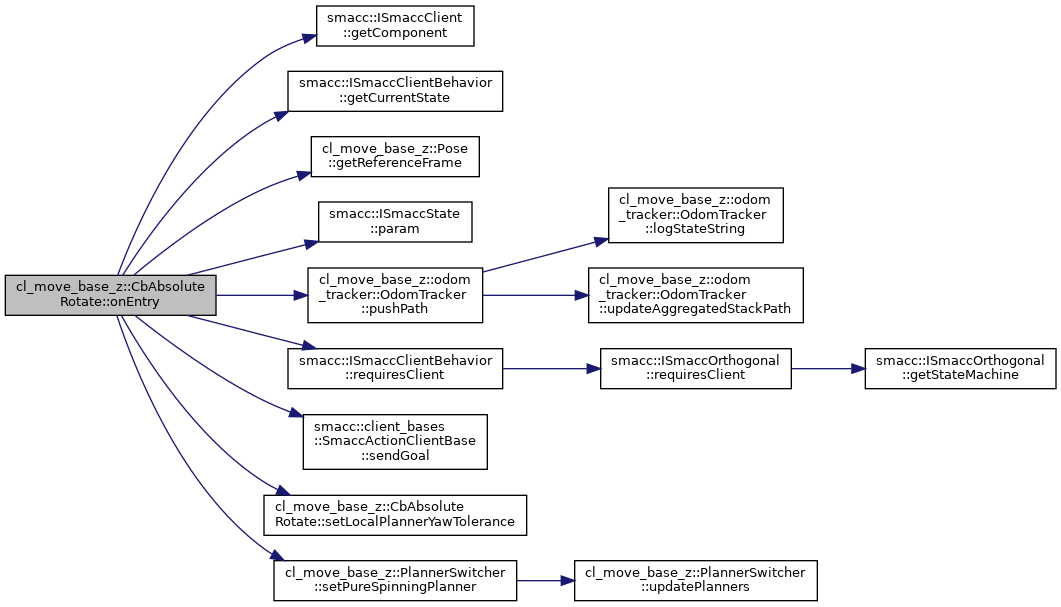 smacc::ISmaccClient
::getComponent
smacc::ISmaccClientBehavior
::getCurrentState
cl_move_base_z::Pose
::getReferenceFrame
smacc::ISmaccState
::param
cl_move_base_z::CbAbsolute
Rotate::onEntry
cl_move_base_z::odom
_tracker::OdomTracker
::pushPath
cl_move_base_z::odom
_tracker::OdomTracker
::logStateString
cl_move_base_z::odom
_tracker::OdomTracker
::updateAggregatedStackPath
smacc::ISmaccClientBehavior
::requiresClient
smacc::ISmaccOrthogonal
::requiresClient
smacc::ISmaccOrthogonal
::getStateMachine
smacc::client_bases
::SmaccActionClientBase
::sendGoal
cl_move_base_z::CbAbsolute
Rotate::setLocalPlannerYawTolerance
cl_move_base_z::PlannerSwitcher
::setPureSpinningPlanner
cl_move_base_z::PlannerSwitcher
::updatePlanners